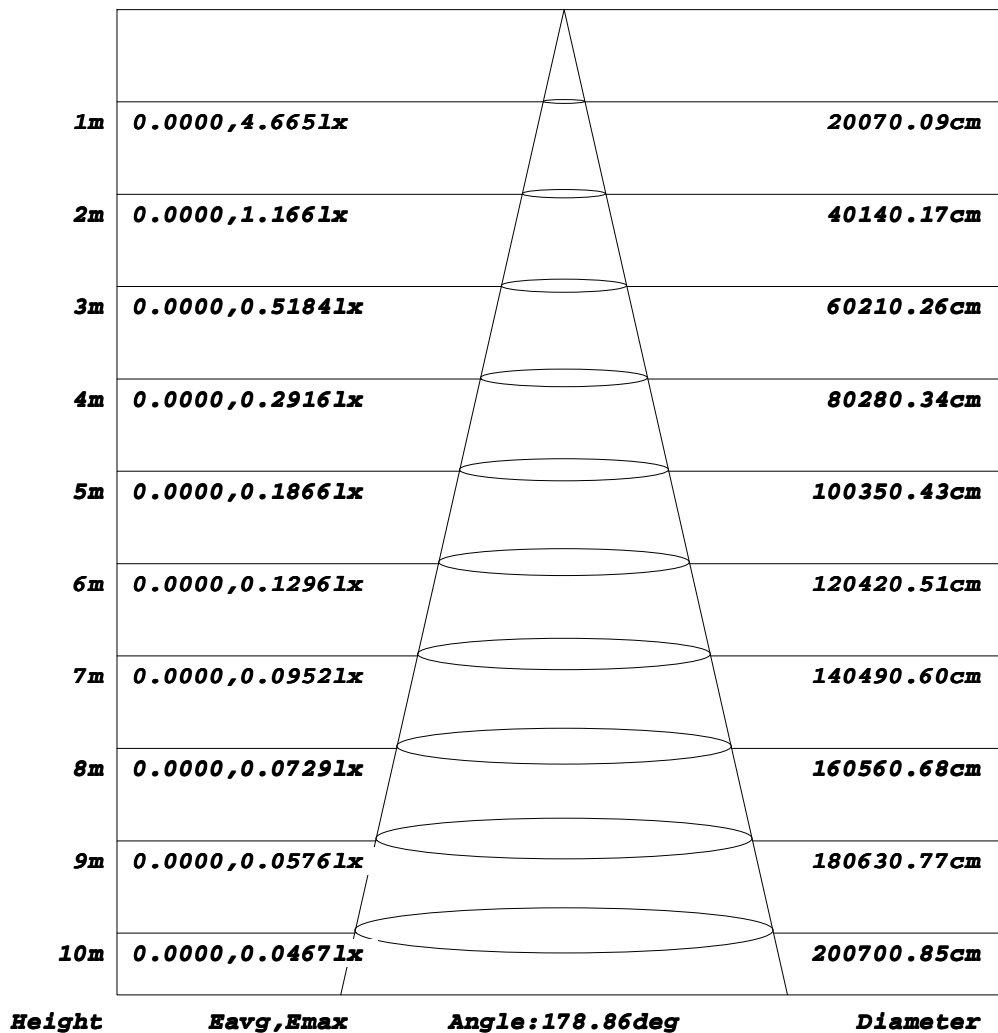 1m 0.0000,4.665lx 20070.09cm
2m 0.0000,1.166lx 40140.17cm
3m 0.0000,0.5184lx 60210.26cm
4m 0.0000,0.2916lx 80280.34cm
5m 0.0000,0.1866lx 100350.43cm
6m 0.0000,0.1296lx 120420.51cm
7m 0.0000,0.0952lx 140490.60cm
8m 0.0000,0.0729lx 160560.68cm
9m 0.0000,0.0576lx 180630.77cm
10m 0.0000,0.0467lx 200700.85cm
Height Eavg,Emax Angle:178.86deg Diameter